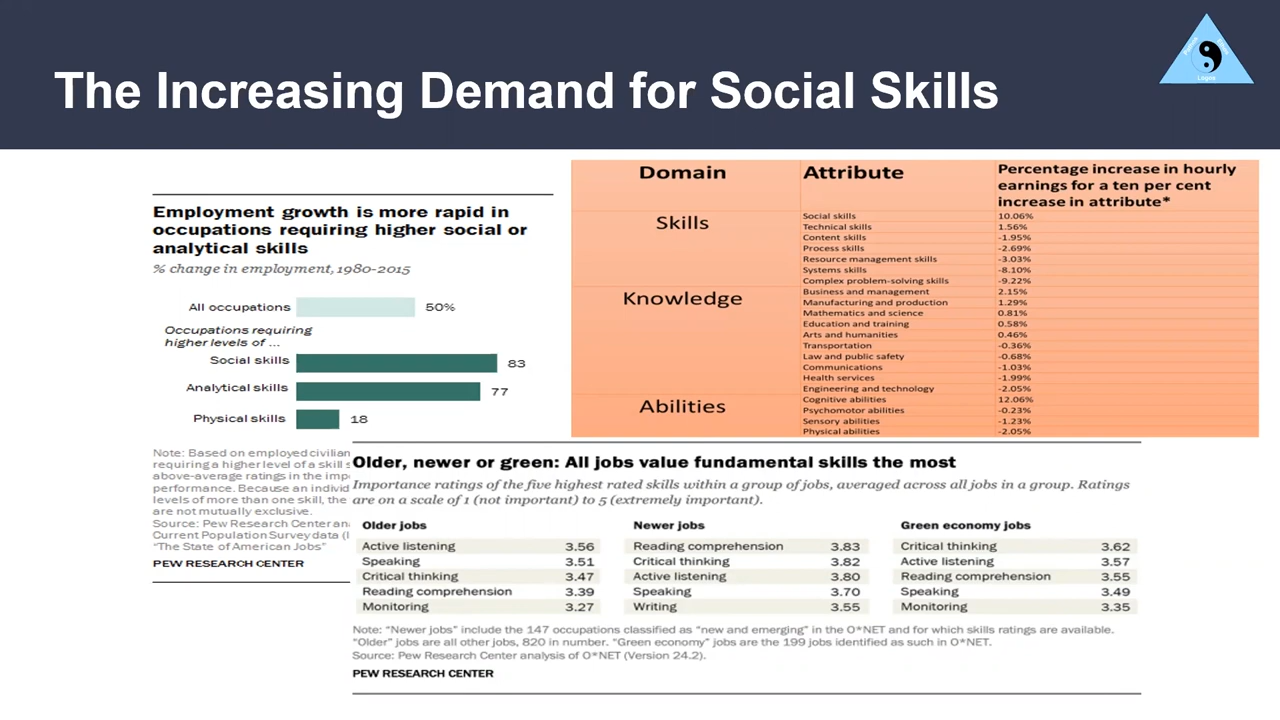 The Increasing Demand for Social Skills
Logos
Employment growth is more rapid in
occupations requiring higher social or
analytical skills
% change in employment, 1980-2015
All occupations 50%
Occupations requiring
higher levels of ...
Social skills 83
Analytical skills 77
Physical skills 18
Note: Based on employed civilian
requiring a higher level of a skill s
above-average ratings in the imp
performance. Because an individ
levels of more than one skill, the
are not mutually exclusive.
Source: Pew Research Center an
Current Population Survey data (I
"The State of American Jobs"
PEW RESEARCH CENTER
Domain Attribute Percentage increase in hourly
earnings for a ten per cent
increase in attribute*
Skills
Social skills 10.06%
Technical skills 1.56%
Content skills -1.95%
Process skills -2.69%
Resource management skills -3.03%
Systems skills -8.10%
Complex problem-solving skills -9.22%
Knowledge
Business and management 2.15%
Manufacturing and production 1.29%
Mathematics and science 0.81%
Education and training 0.58%
Arts and humanities 0.46%
Transportation -0.36%
Law and public safety -0.68%
Communications -1.03%
Health services -1.99%
Engineering and technology -2.05%
Abilities
Cognitive abilities 12.06%
Psychomotor abilities -0.23%
Sensory abilities -1.23%
Physical abilities -2.05%
Older, newer or green: All jobs value fundamental skills the most
Importance ratings of the five highest rated skills within a group of jobs, averaged across all jobs in a group. Ratings
are on a scale of 1 (not important) to 5 (extremely important).
Older jobs Newer jobs Green economy jobs
Active listening 3.56 Reading comprehension 3.83 Critical thinking 3.62
Speaking 3.51 Critical thinking 3.82 Active listening 3.57
Critical thinking 3.47 Active listening 3.80 Reading comprehension 3.55
Reading comprehension 3.39 Speaking 3.70 Speaking 3.49
Monitoring 3.27 Writing 3.55 Monitoring 3.35
Note: "Newer jobs" include the 147 occupations classified as "new and emerging" in the O*NET and for which skills ratings are available.
"Older" jobs are all other jobs, 820 in number. "Green economy" jobs are the 199 jobs identified as such in O*NET.
Source: Pew Research Center analysis of O*NET (Version 24.2).
PEW RESEARCH CENTER